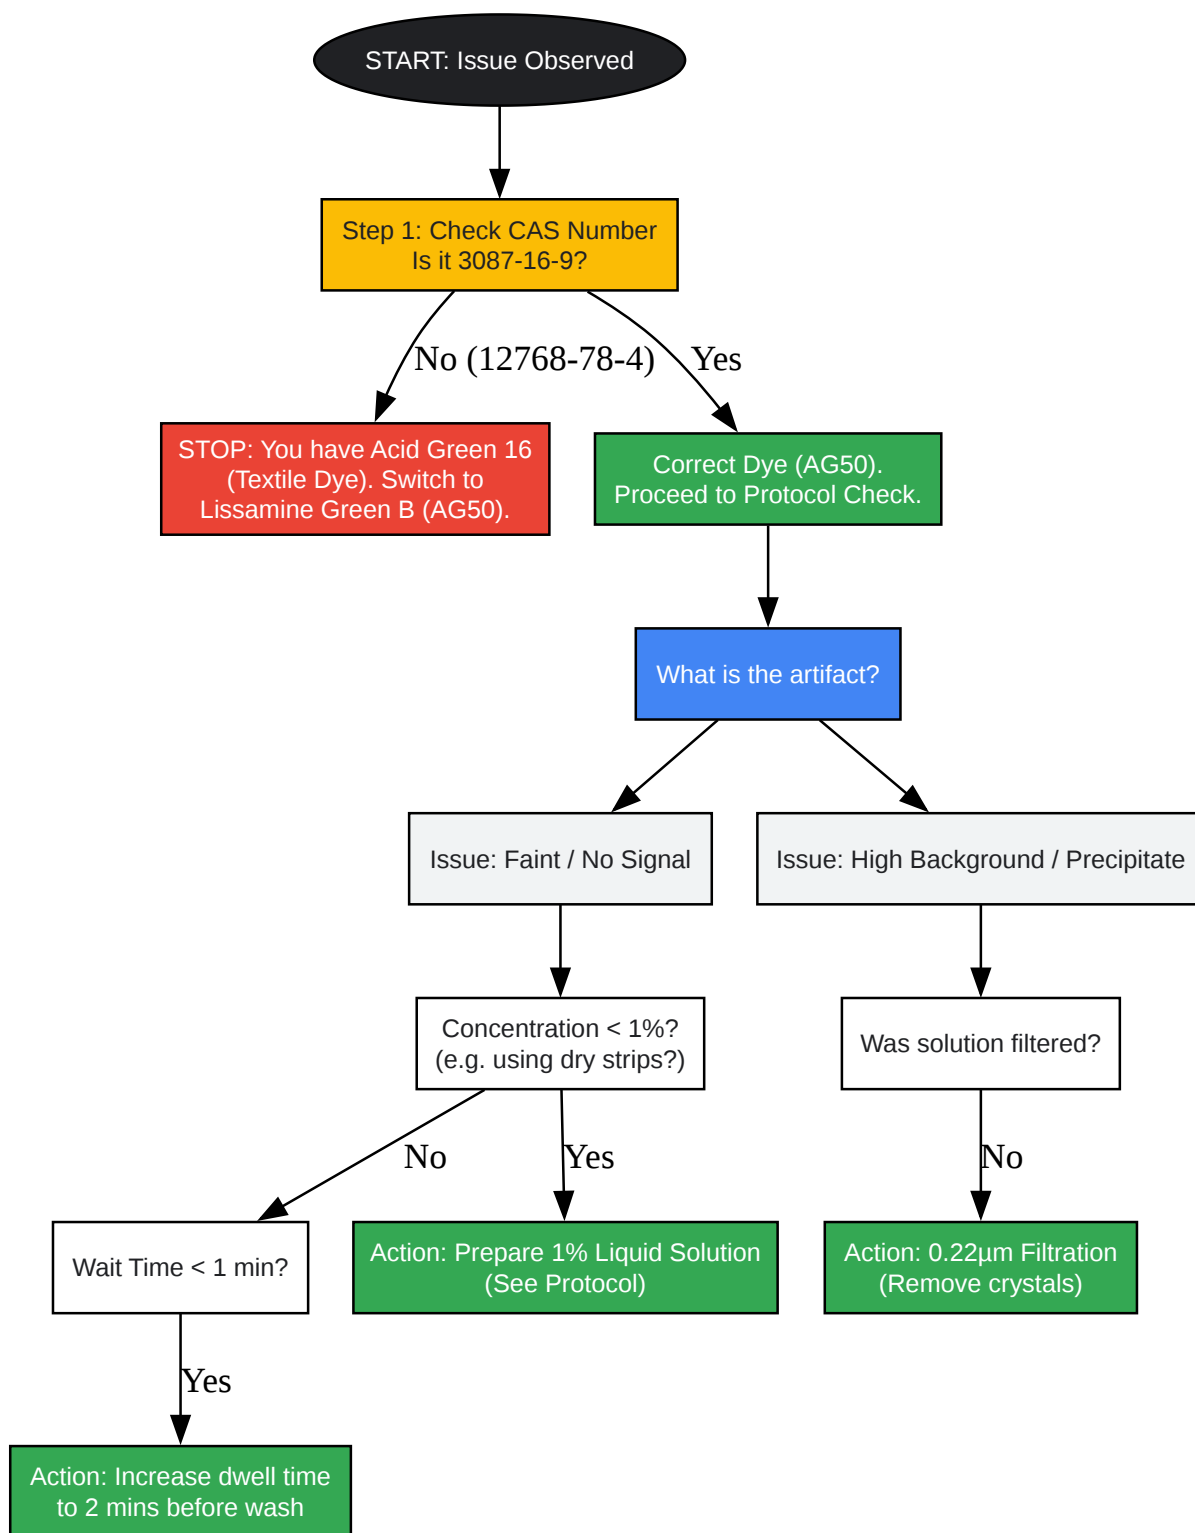 START: Issue Observed
Step 1: Check CAS Number
Is it 3087-16-9?
No (12768-78-4)
Yes
STOP: You have Acid Green 16
(Textile Dye). Switch to
Lissamine Green B (AG50).
Correct Dye (AG50).
Proceed to Protocol Check.
What is the artifact?
Issue: Faint / No Signal
Issue: High Background / Precipitate
Concentration < 1%?
(e.g. using dry strips?)
Was solution filtered?
No
Yes
No
Wait Time < 1 min?
Action: Prepare 1% Liquid Solution
(See Protocol)
Action: 0.22µm Filtration
(Remove crystals)
Yes
Action: Increase dwell time
to 2 mins before wash